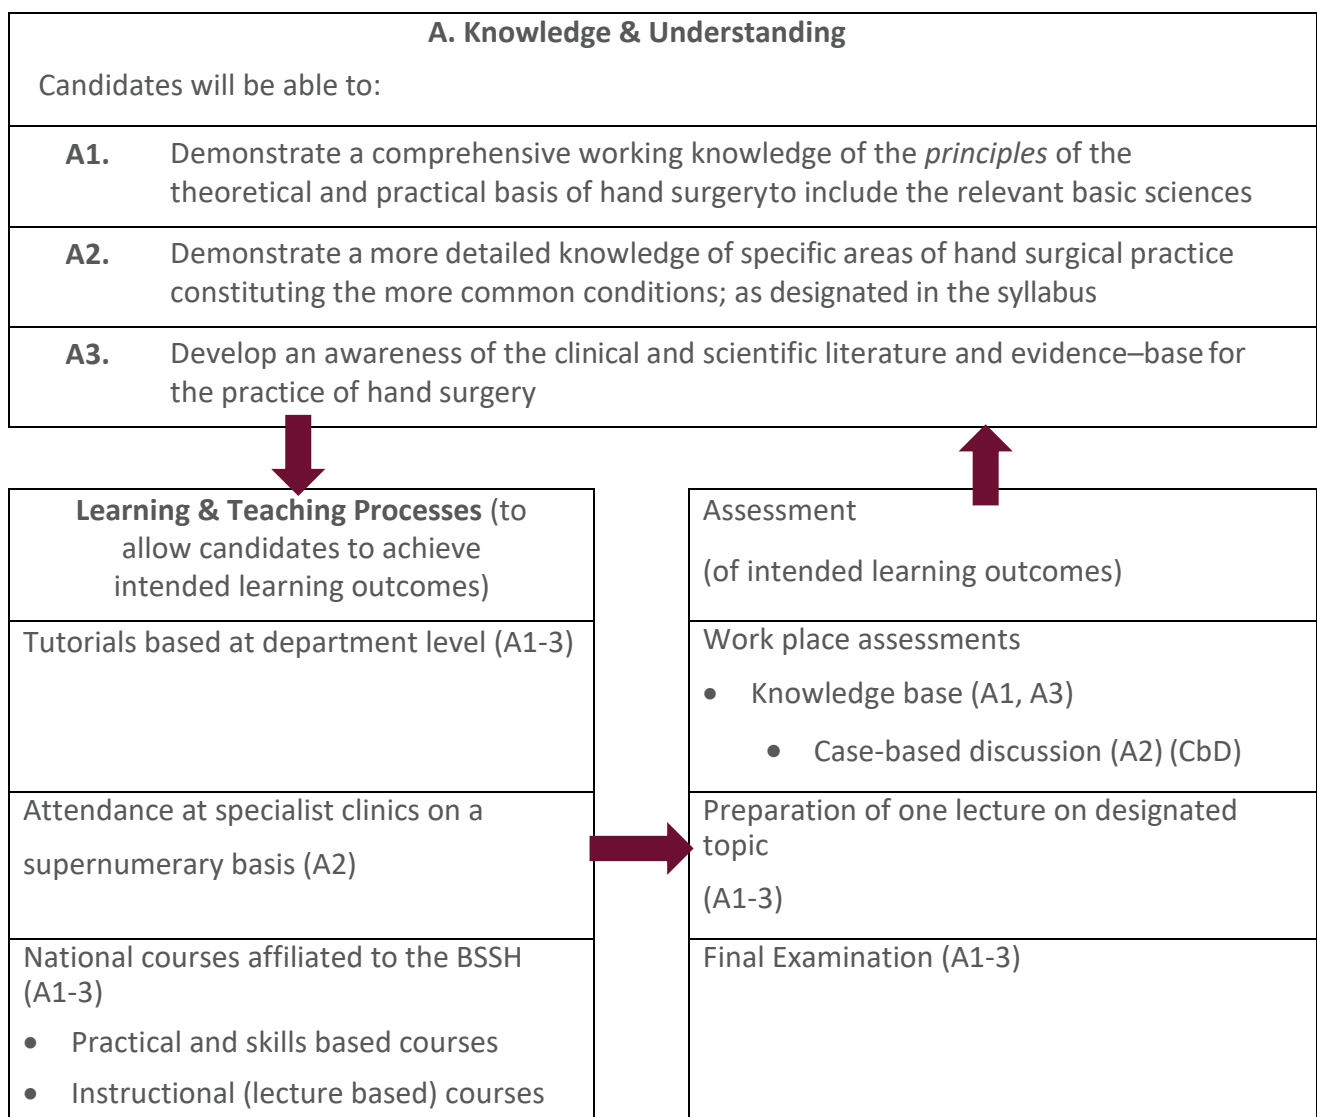 A. Knowledge & Understanding
Candidates will be able to:
A1. Demonstrate a comprehensive working knowledge of the principles of the
theoretical and practical basis of hand surgeryto include the relevant basic sciences
A2. Demonstrate a more detailed knowledge of specific areas of hand surgical practice
constituting the more common conditions; as designated in the syllabus
A3. Develop an awareness of the clinical and scientific literature and evidence–base for
the practice of hand surgery
Learning & Teaching Processes (to
allow candidates to achieve
intended learning outcomes)
Tutorials based at department level (A1-3)
Attendance at specialist clinics on a
supernumerary basis (A2)
National courses affiliated to the BSSH
(A1-3)
• Practical and skills based courses
• Instructional (lecture based) courses
Assessment
(of intended learning outcomes)
Work place assessments
• Knowledge base (A1, A3)
• Case-based discussion (A2) (CbD)
Preparation of one lecture on designated
topic
(A1-3)
Final Examination (A1-3)